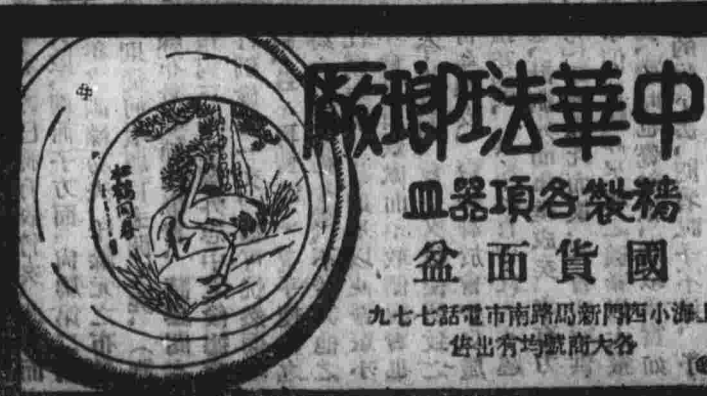 中華珐瑯廠
精製各項器皿
國貨面盆
上海小西門新馬路南市電話七七九
各大商號均有出售
松鶴同春